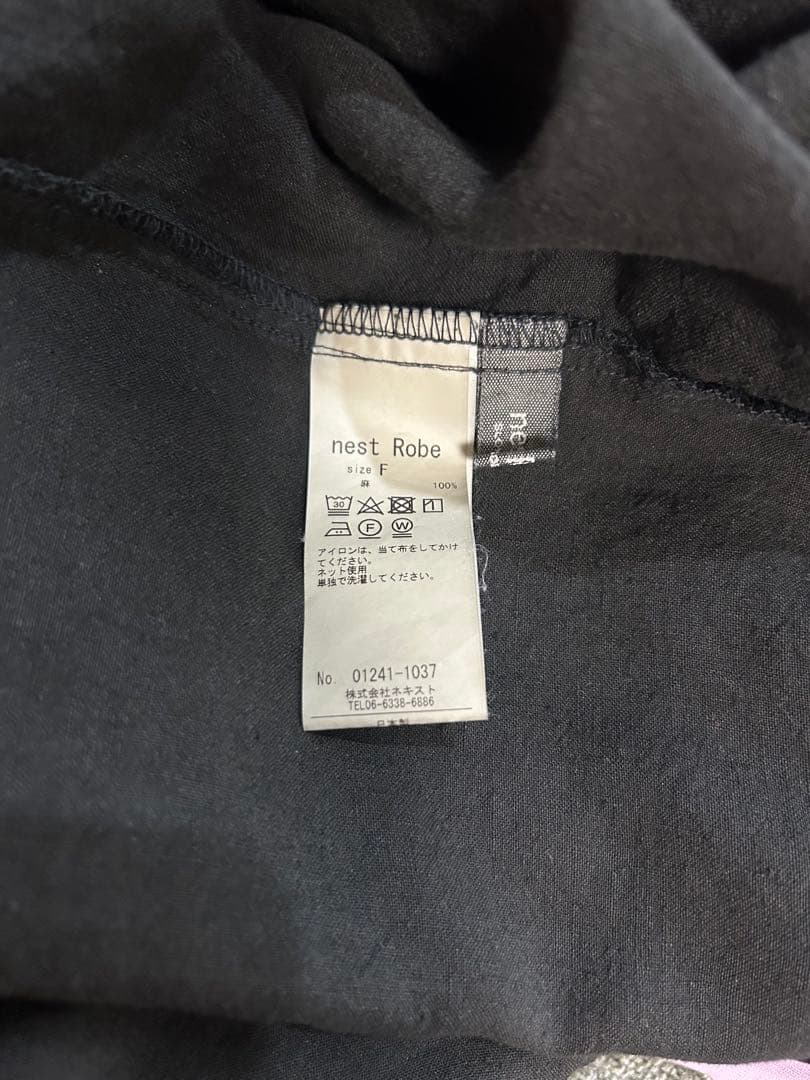 nest Robe
size F
麻 100%
30
F W
アイロンは、当て布をしてかけ
てください。
ネット使用
単独で洗濯してください。
No. 01241-1037
株式会社ネキスト
TEL06-6338-6886
日本製